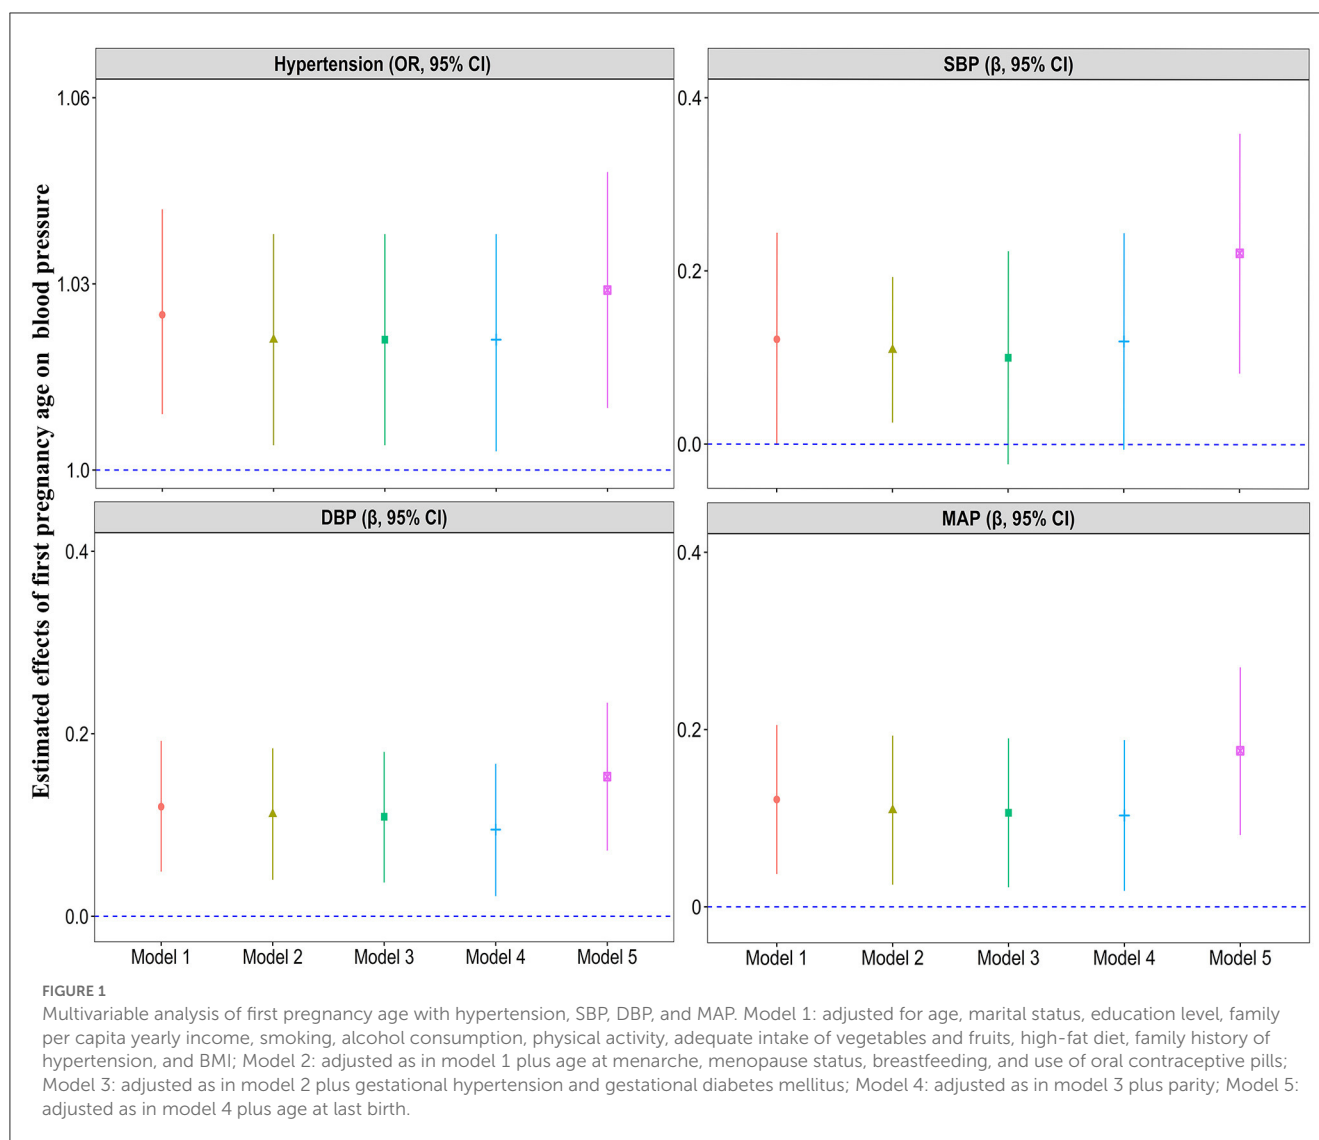 Hypertension (OR, 95% CI)
SBP (β, 95% CI)
Estimated effects of first pregnancy age on blood pressure
1.06
1.03
1.0
0.4
0.2
0.0
DBP (β, 95% CI)
MAP (β, 95% CI)
0.4
0.2
0.0
0.4
0.2
0
Model 1 Model 2 Model 3 Model 4 Model 5
Model 1 Model 2 Model 3 Model 4 Model 5
FIGURE 1
Multivariable analysis of first pregnancy age with hypertension, SBP, DBP, and MAP. Model 1: adjusted for age, marital status, education level, family
per capita yearly income, smoking, alcohol consumption, physical activity, adequate intake of vegetables and fruits, high-fat diet, family history of
hypertension, and BMI; Model 2: adjusted as in model 1 plus age at menarche, menopause status, breastfeeding, and use of oral contraceptive pills;
Model 3: adjusted as in model 2 plus gestational hypertension and gestational diabetes mellitus; Model 4: adjusted as in model 3 plus parity; Model 5:
adjusted as in model 4 plus age at last birth.